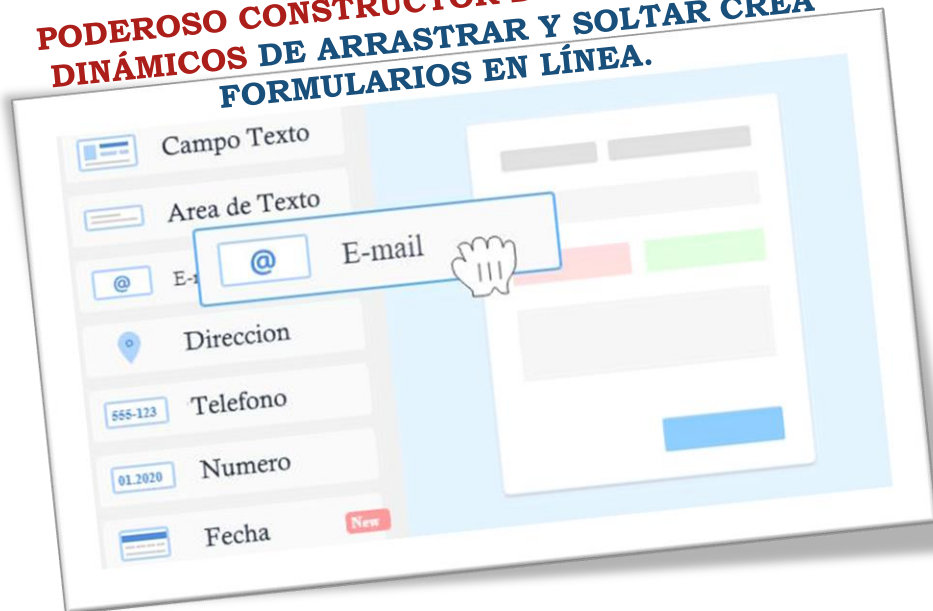 PODEROSO CONSTRUCTOR
DINÁMICOS DE ARRASTRAR Y SOLTAR CREA
FORMULARIOS EN LÍNEA.
Campo Texto
Area de Texto
@ E-mail
@ E-
Direccion
555-123 Telefono
01.2020 Numero
Fecha New